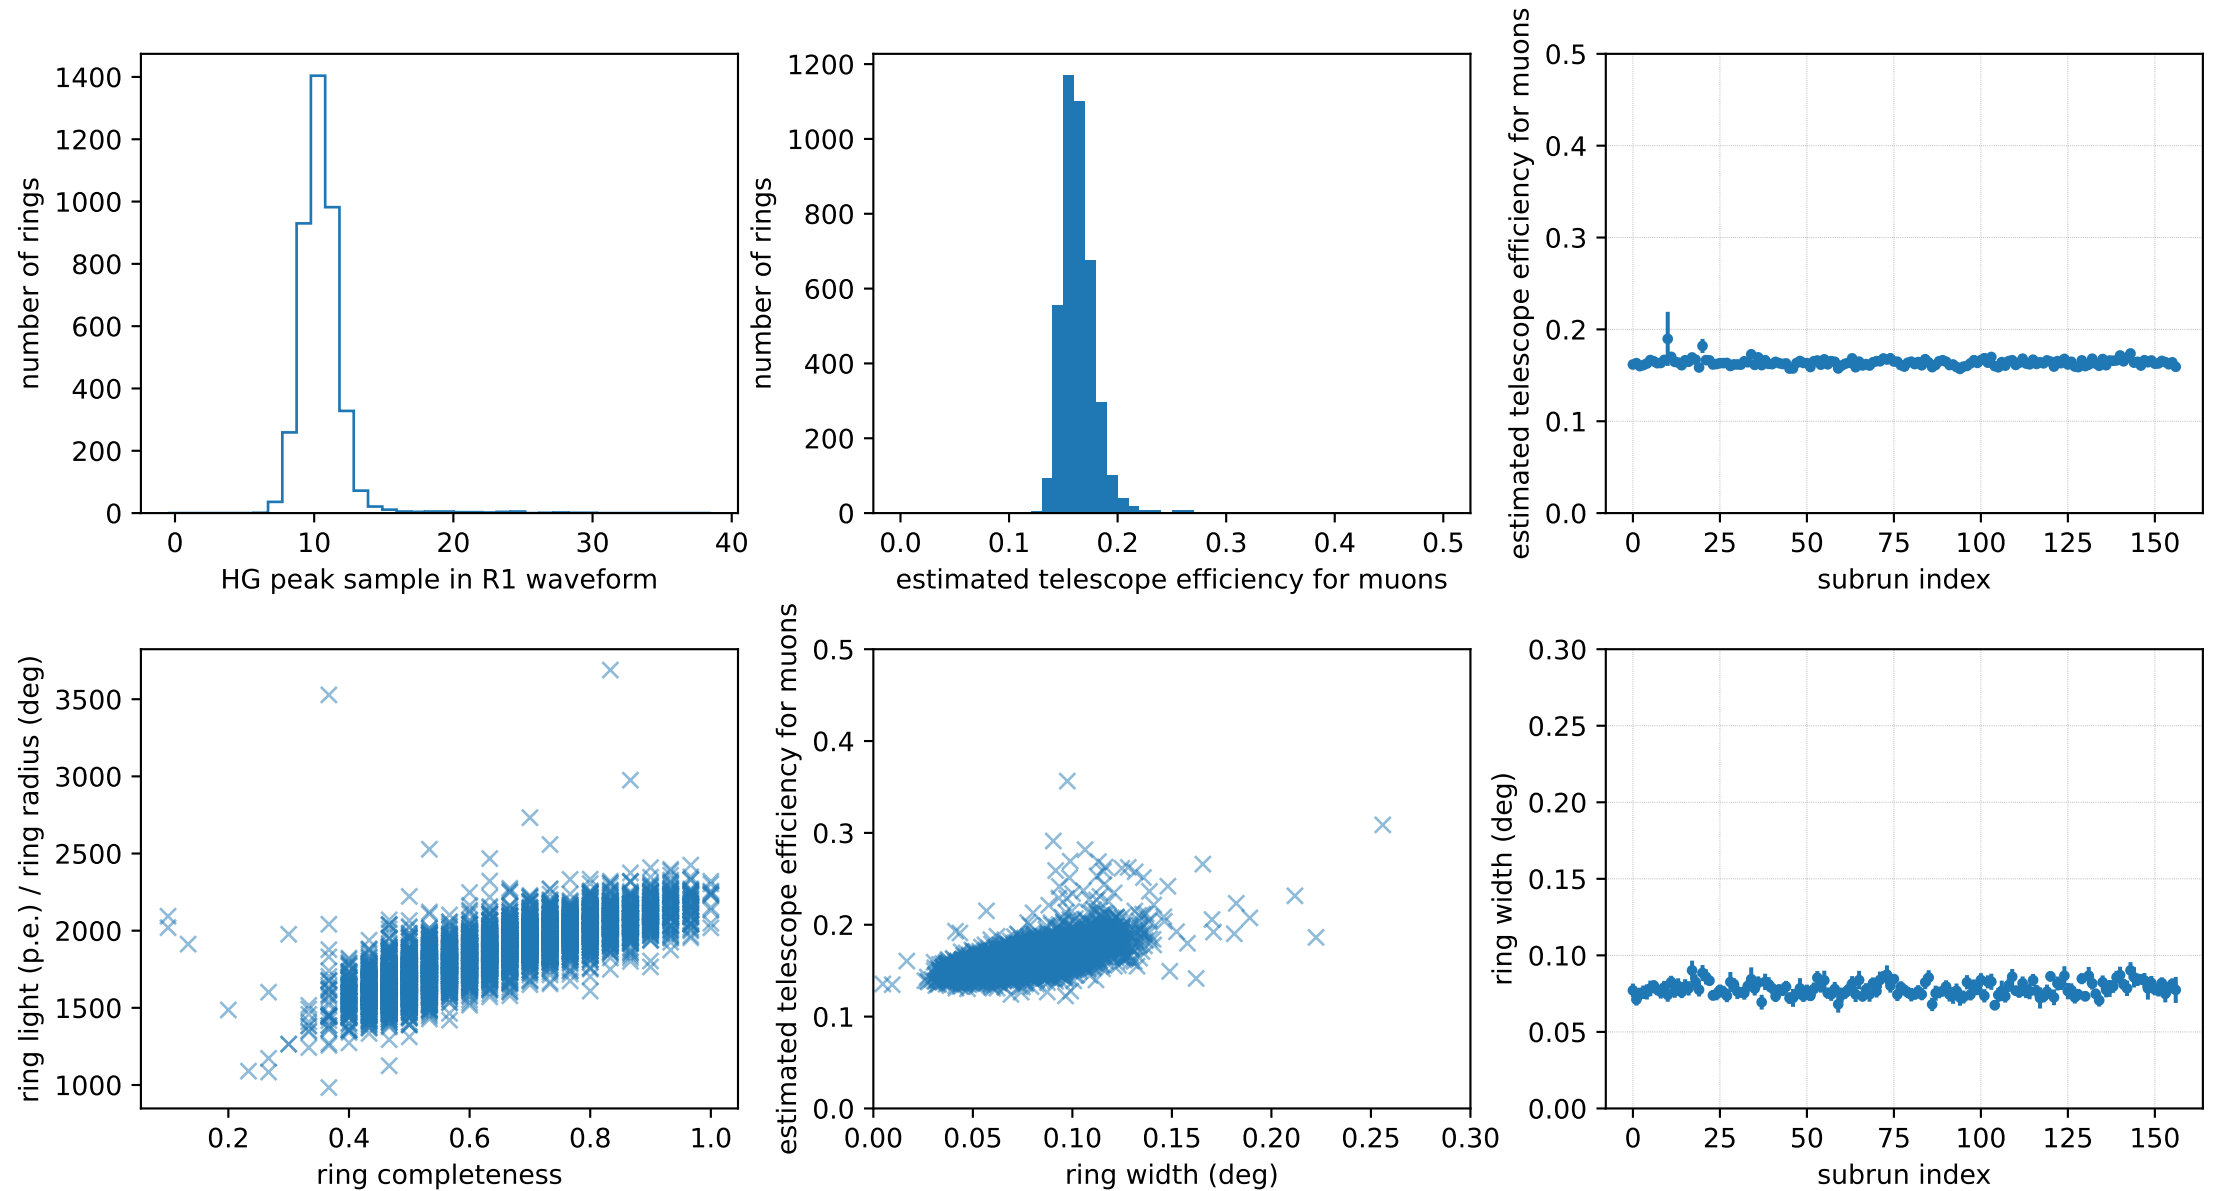 1400
1200
1000
800
600
400
200
0
number of rings
0 10 20 30 40
HG peak sample in R1 waveform
1200
1000
800
600
400
200
0
number of rings
0.0 0.1 0.2 0.3 0.4 0.5
estimated telescope efficiency for muons
0.5
0.4
0.3
0.2
0.1
0.0
estimated telescope efficiency for muons
0 25 50 75 100 125 150
subrun index
3500
3000
2500
2000
1500
1000
ring light (p.e.) / ring radius (deg)
0.2 0.4 0.6 0.8 1.0
ring completeness
0.5
0.4
0.3
0.2
0.1
0.0
estimated telescope efficiency for muons
0.00 0.05 0.10 0.15 0.20 0.25 0.30
ring width (deg)
0.30
0.25
0.20
0.15
0.10
0.05
0.00
ring width (deg)
0 25 50 75 100 125 150
subrun index